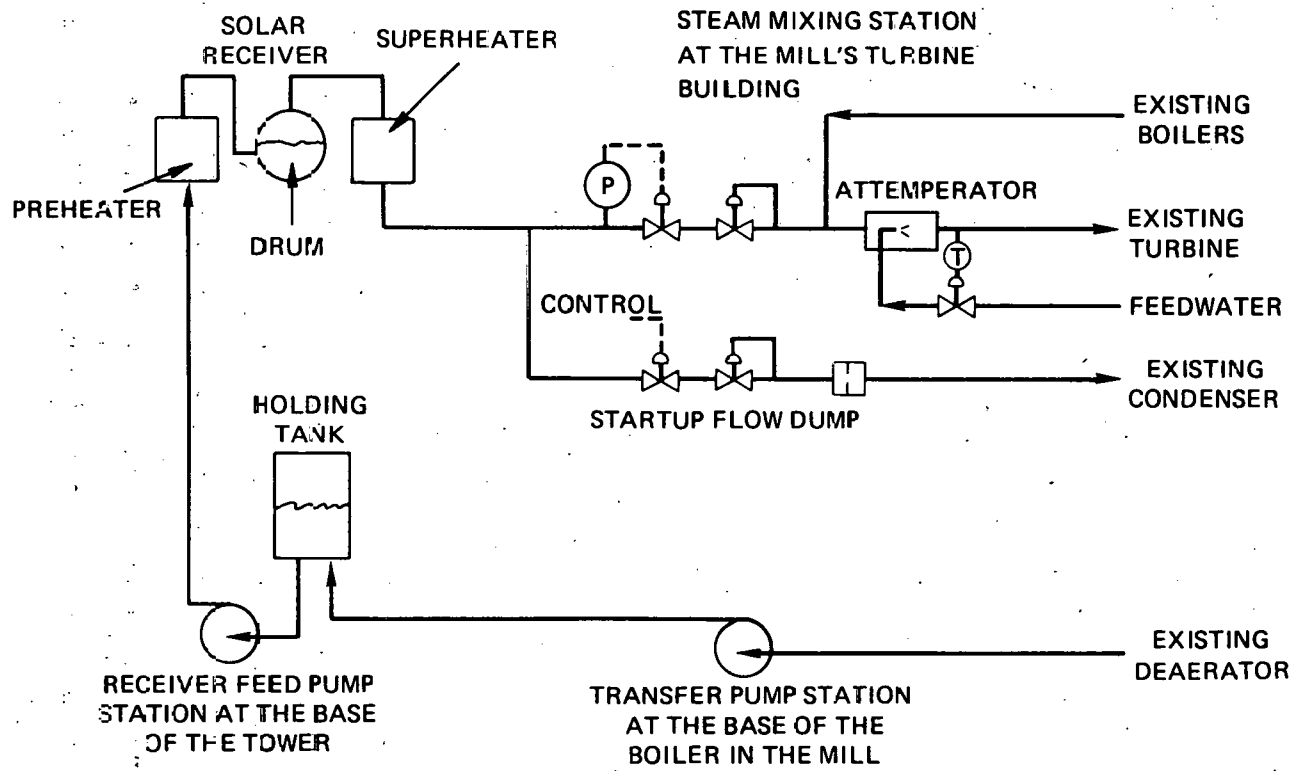 SOLAR
RECEIVER
SUPERHEATER
STEAM MIXING STATION
AT THE MILL'S TURBINE
BUILDING
EXISTING
BOILERS
PREHEATER
DRUM
P
ATTEMPERATOR
EXISTING
TURBINE
T
FEEDWATER
CONTROL
EXISTING
CONDENSER
STARTUP FLOW DUMP
HOLDING
TANK
RECEIVER FEED PUMP
STATION AT THE BASE
OF THE TOWER
TRANSFER PUMP STATION
AT THE BASE OF THE
BOILER IN THE MILL
EXISTING
DEAERATOR